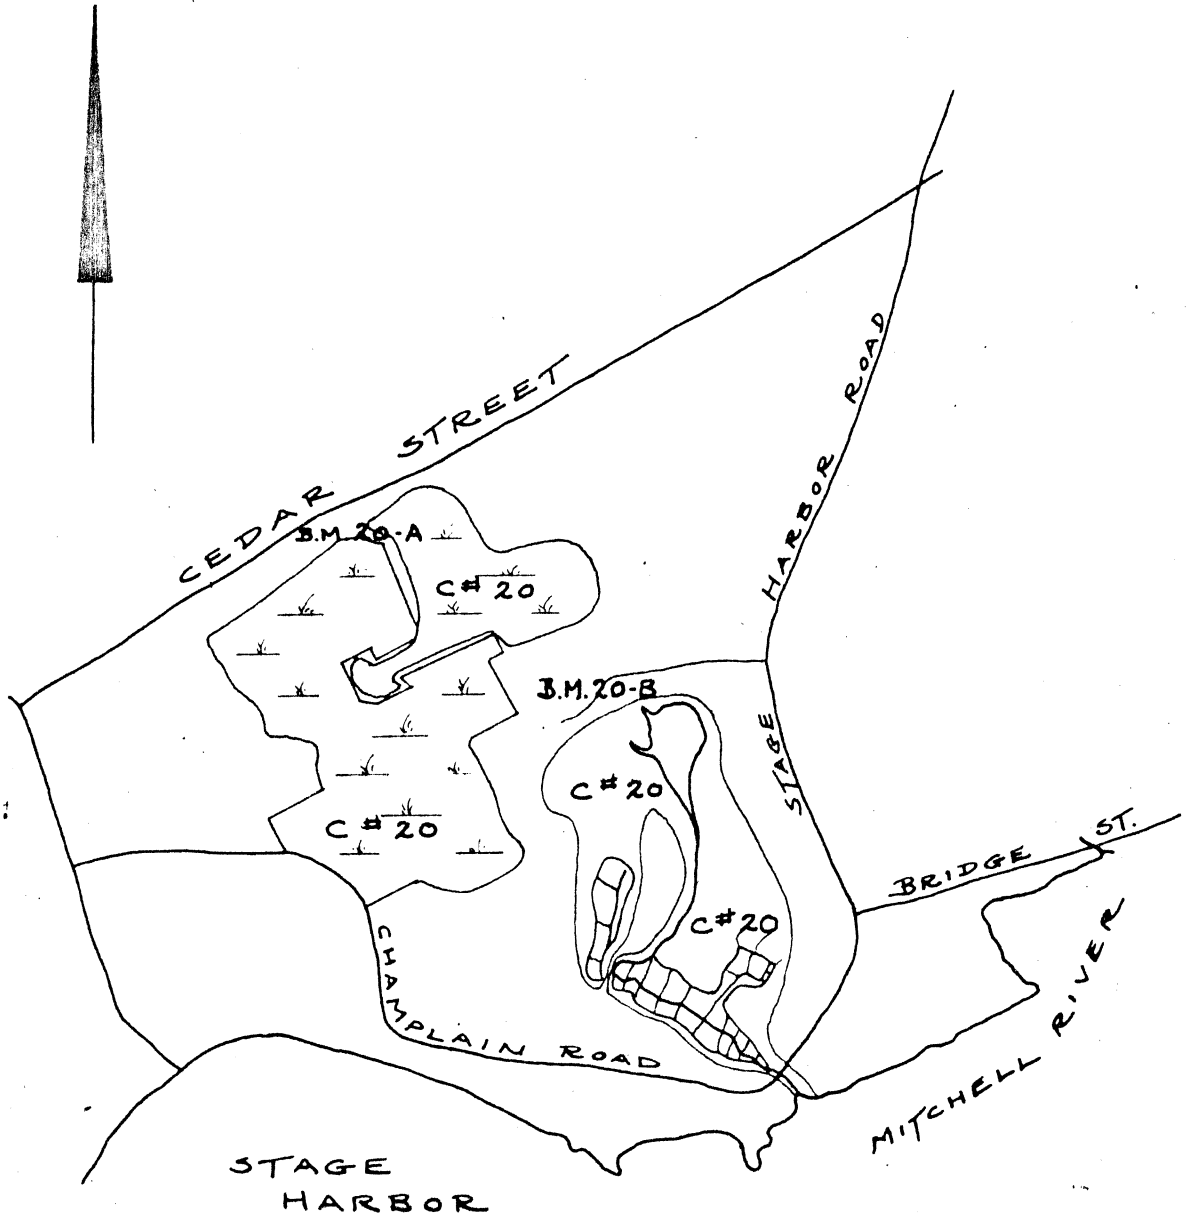 CEDAR STREET
STAGE HARBOR ROAD
B.M. 20-A
C # 20
B.M. 20-B
C # 20
C # 20
C # 20
BRIDGE ST.
CHAMPLAIN ROAD
MITCHELL RIVER
STAGE
HARBOR